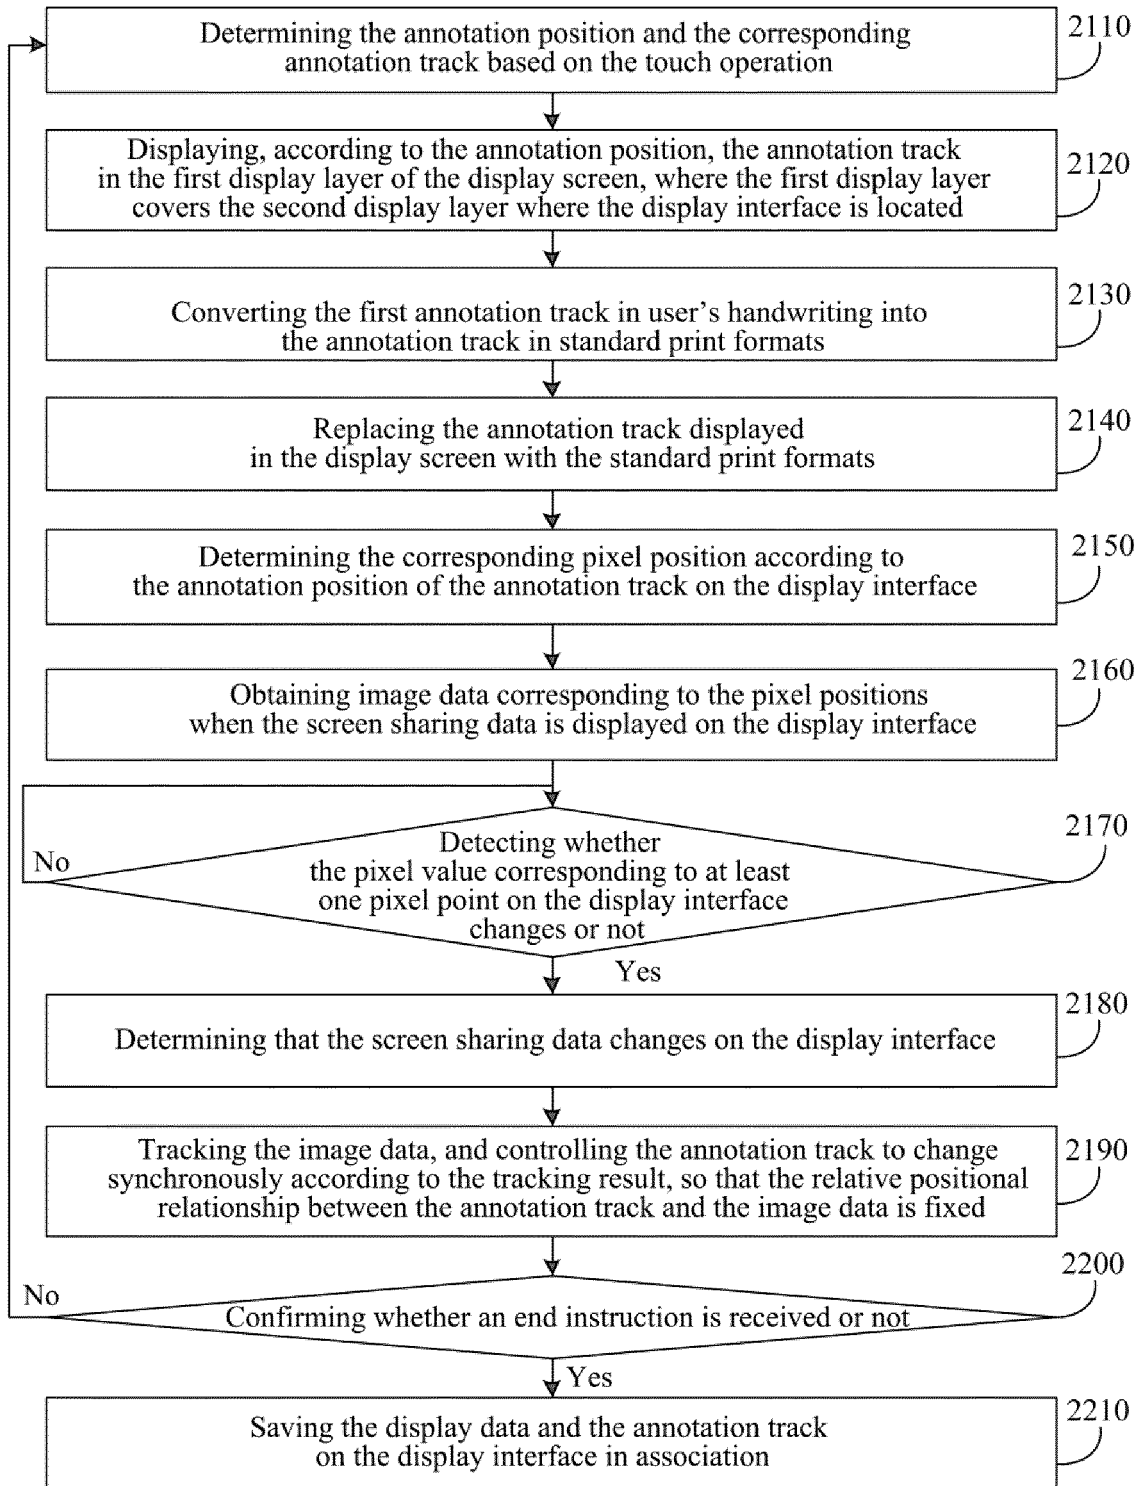 Determining the annotation position and the corresponding
annotation track based on the touch operation
2110
Displaying, according to the annotation position, the annotation track
in the first display layer of the display screen, where the first display layer
covers the second display layer where the display interface is located
2120
Converting the first annotation track in user's handwriting into
the annotation track in standard print formats
2130
Replacing the annotation track displayed
in the display screen with the standard print formats
2140
Determining the corresponding pixel position according to
the annotation position of the annotation track on the display interface
2150
Obtaining image data corresponding to the pixel positions
when the screen sharing data is displayed on the display interface
2160
Detecting whether
the pixel value corresponding to at least
one pixel point on the display interface
changes or not
2170
No
Yes
Determining that the screen sharing data changes on the display interface
2180
Tracking the image data, and controlling the annotation track to change
synchronously according to the tracking result, so that the relative positional
relationship between the annotation track and the image data is fixed
2190
No
Confirming whether an end instruction is received or not
2200
Yes
Saving the display data and the annotation track
on the display interface in association
2210